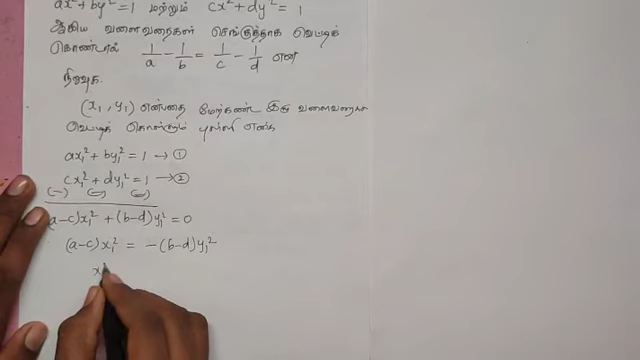 ax²+by²=1 மற்றும் cx²+dy²=1
ஆகிய வளைவரைகள் செங்குத்தாக வெட்டிக்
கொண்டால் 1/a - 1/b = 1/c - 1/d என
நிறுவுக.
(x₁, y₁) என்பதை மேற்கண்ட இரு வளைவரை
வெட்டிக் கொள்ளும் புள்ளி என்க
ax₁²+by₁²=1 → ①
cx₁²+dy₁²=1 → ②
(-) (-) (-)
(a-c)x₁² + (b-d)y₁² = 0
(a-c)x₁² = -(b-d)y₁²
x